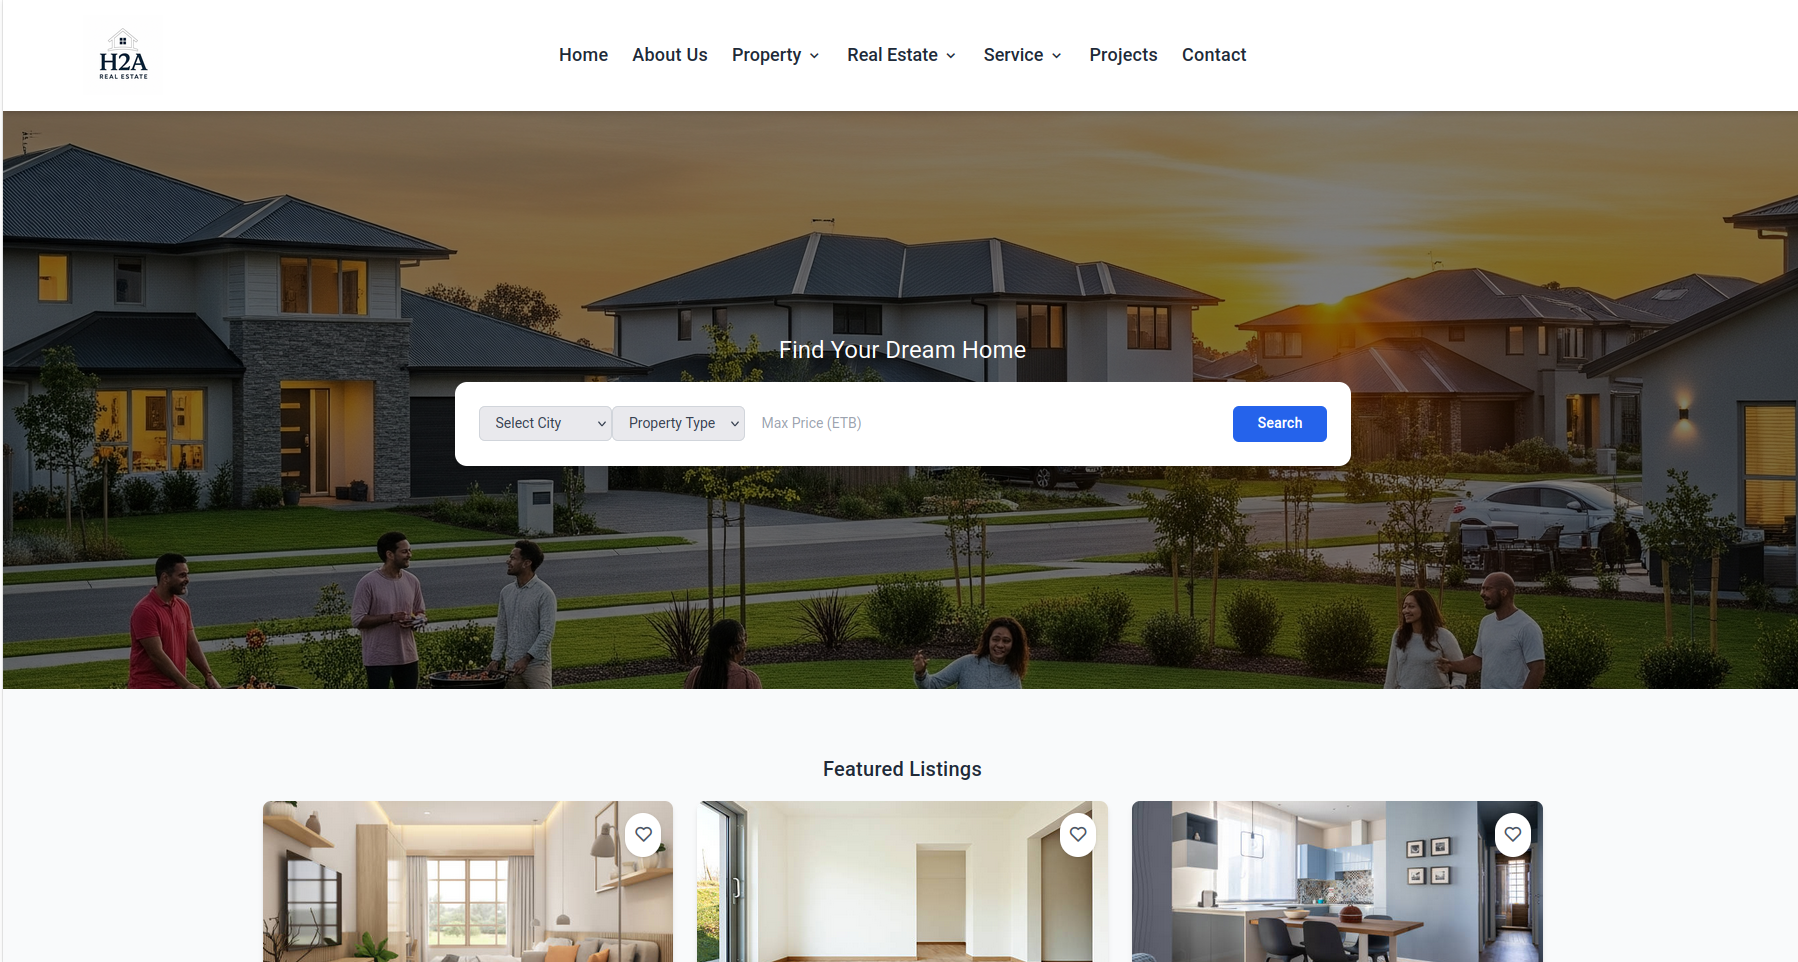 H2A
REAL ESTATE
Home About Us Property Real Estate Service Projects Contact
Find Your Dream Home
Select City Property Type Max Price (ETB) Search
Featured Listings